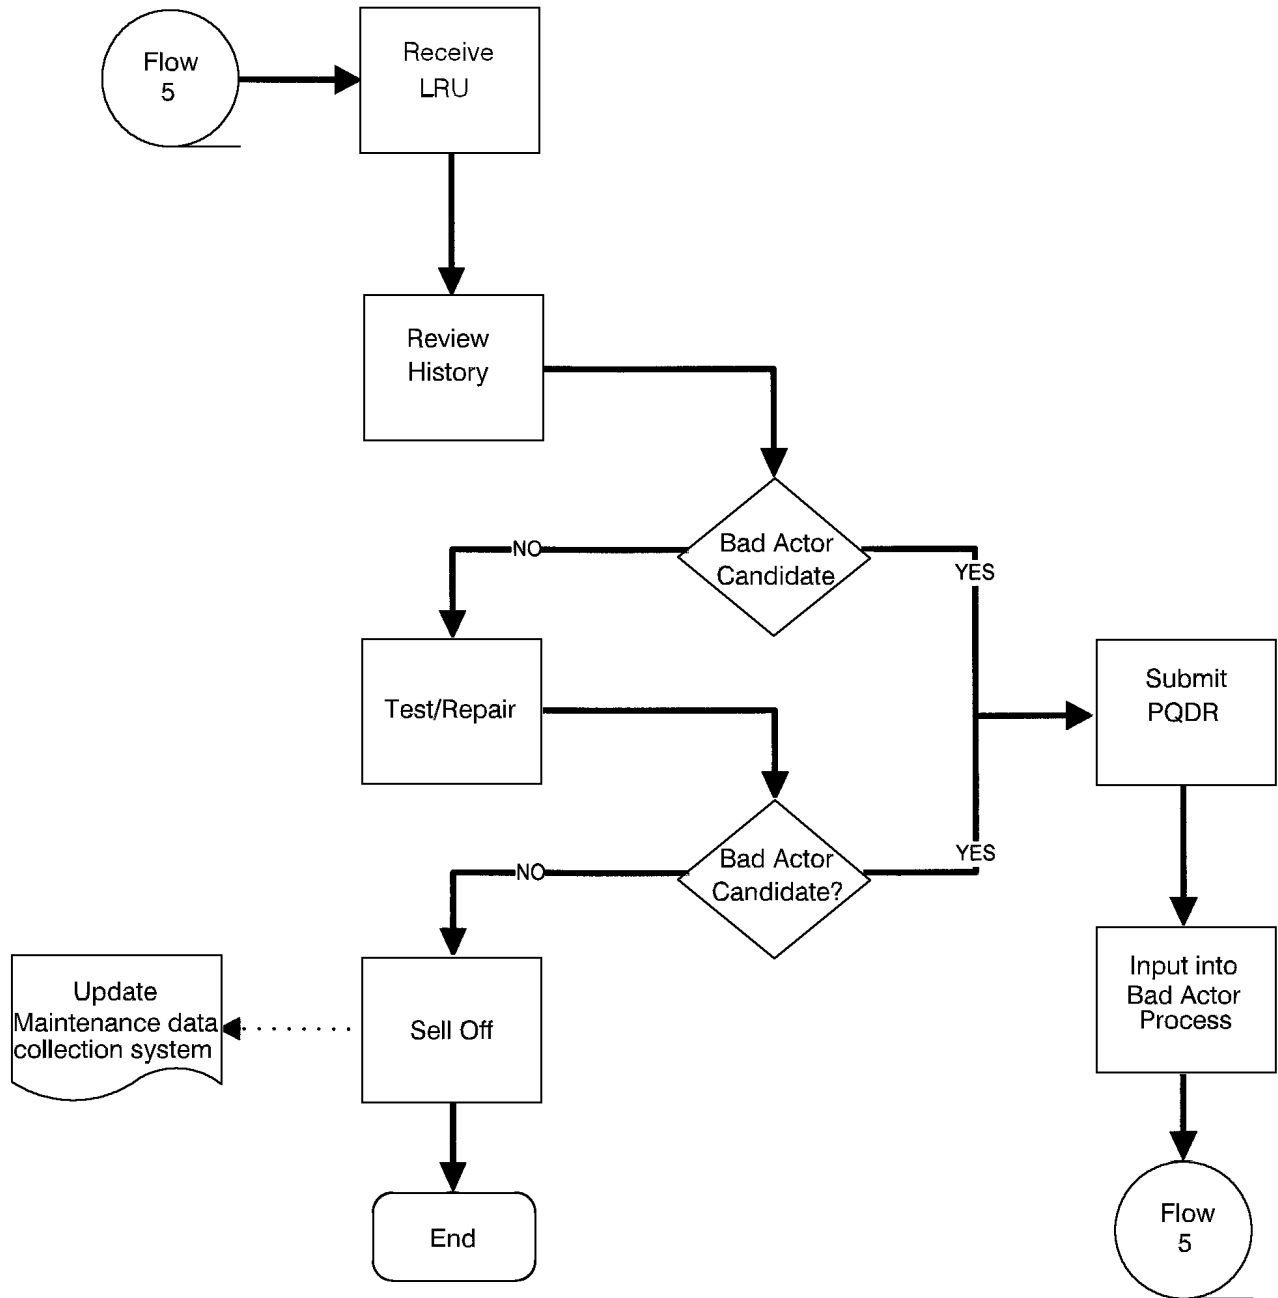 Flow
5
Receive
LRU
Review
History
Bad Actor
Candidate
NO
YES
Test/Repair
Submit
PQDR
Bad Actor
Candidate?
NO
YES
Update
Maintenance data
collection system
Sell Off
Input into
Bad Actor
Process
End
Flow
5